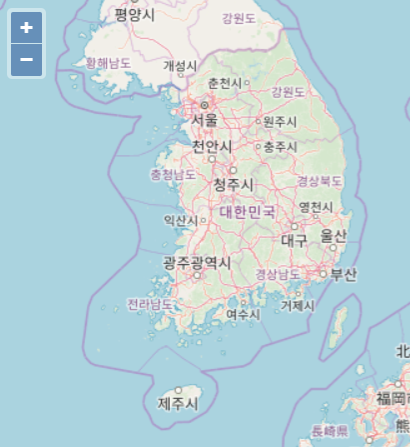 +
평양시
강원도
−
황해남도
개성시
춘천시
강원도
서울
원주시
천안시
충주시
충청남도
청주시
경상북도
대한민국
영천시
익산시
대구
울산
광주광역시
경상남도
부산
전라남도
여수시
거제시
北
福岡市
제주시
長崎県
熊